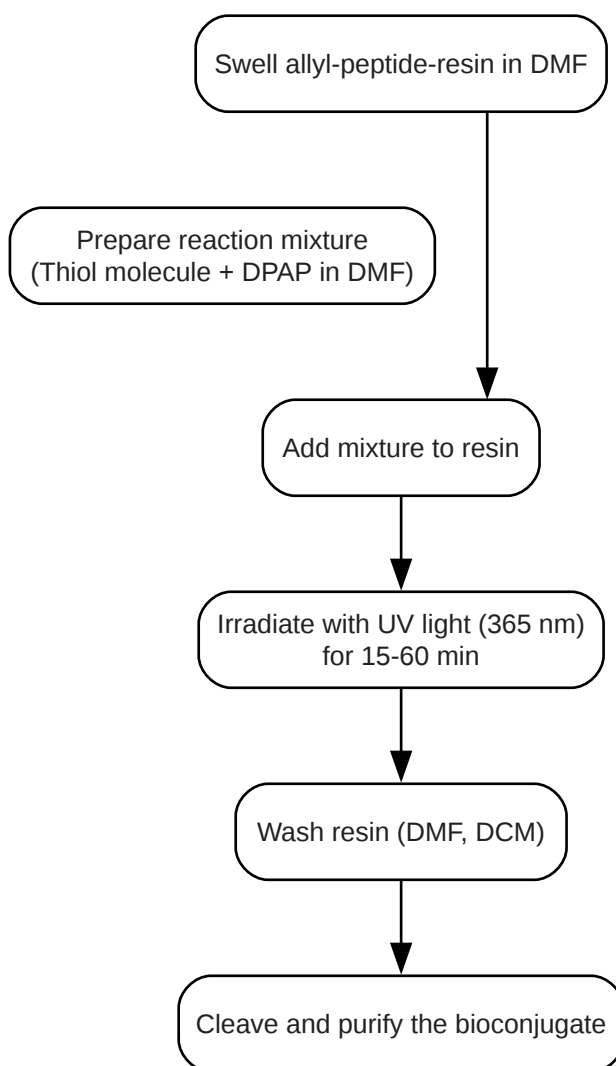 Swell allyl-peptide-resin in DMF
Prepare reaction mixture
(Thiol molecule + DPAP in DMF)
Add mixture to resin
Irradiate with UV light (365 nm)
for 15-60 min
Wash resin (DMF, DCM)
Cleave and purify the bioconjugate